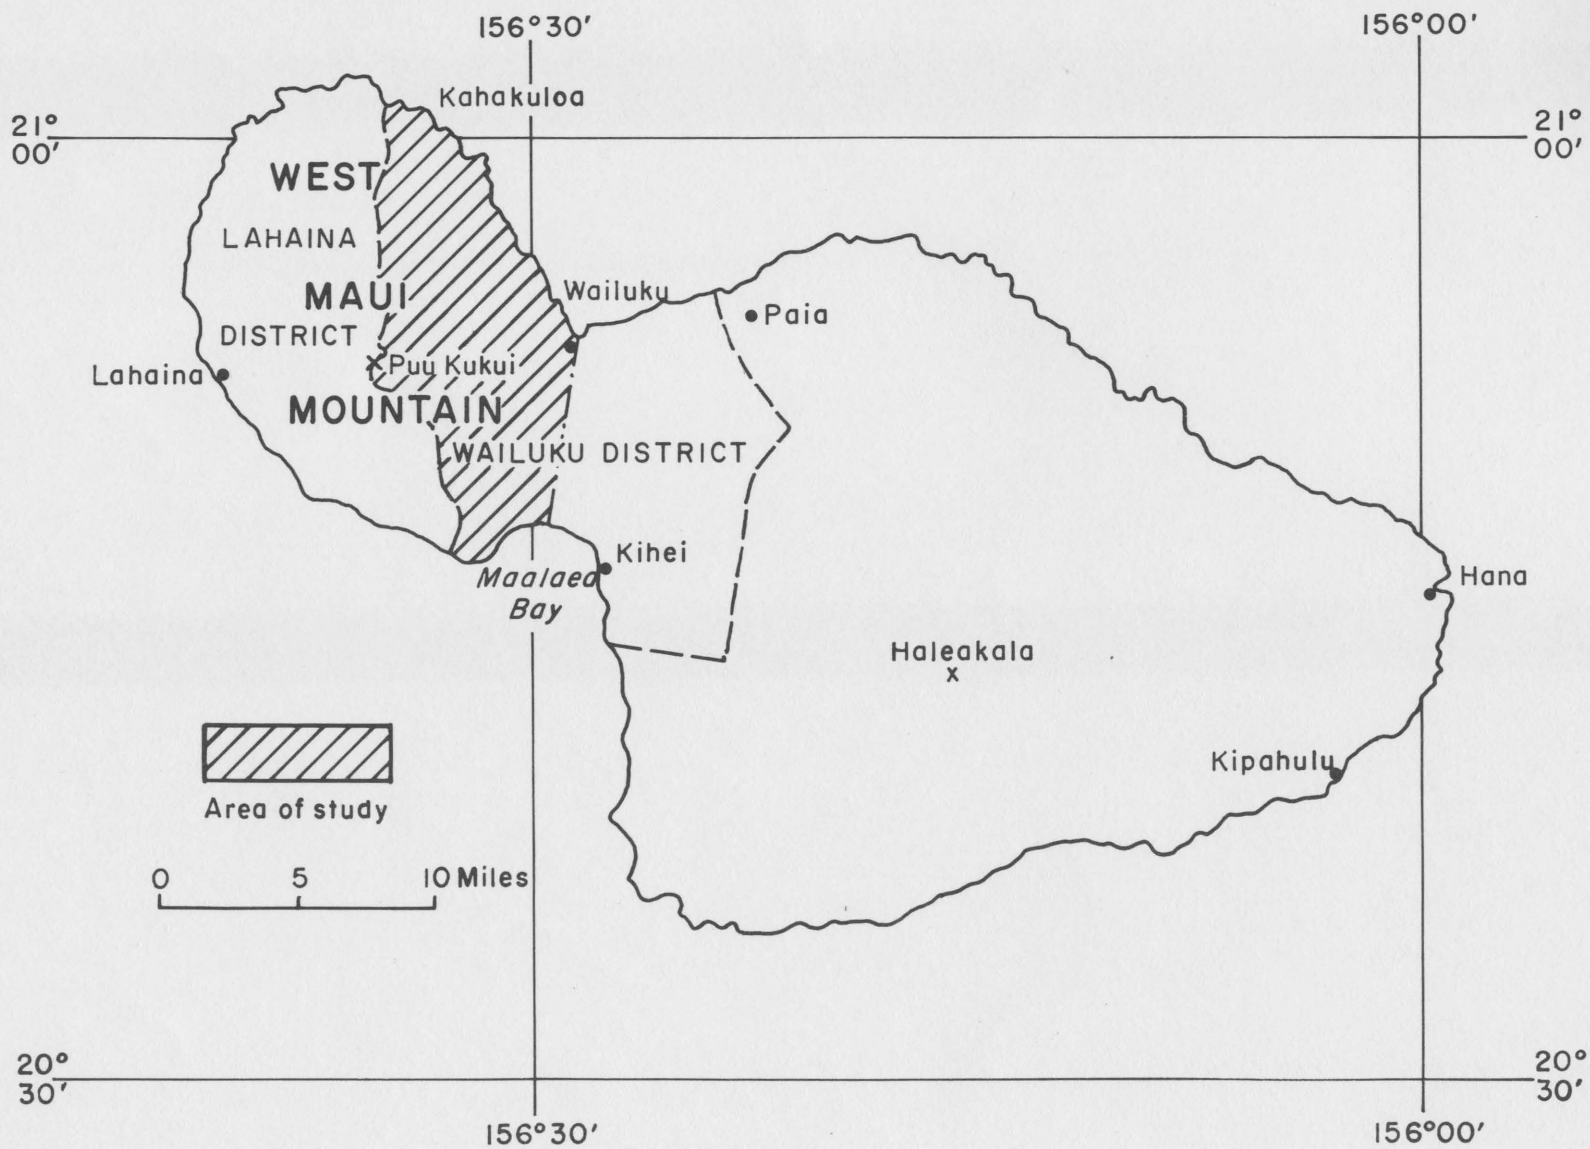 156°30′ 156°00′
Kahakuloa
21° 21°
00′ 00′
WEST
LAHAINA
MAUI
Wailuku
Paia
DISTRICT
Puu Kukui
Lahaina
MOUNTAIN
WAILUKU DISTRICT
Kihei
Maalaea
Bay
Hana
Haleakala
x
Kipahulu
Area of study
0 5 10 Miles
20° 20°
30′ 30′
156°30′ 156°00′